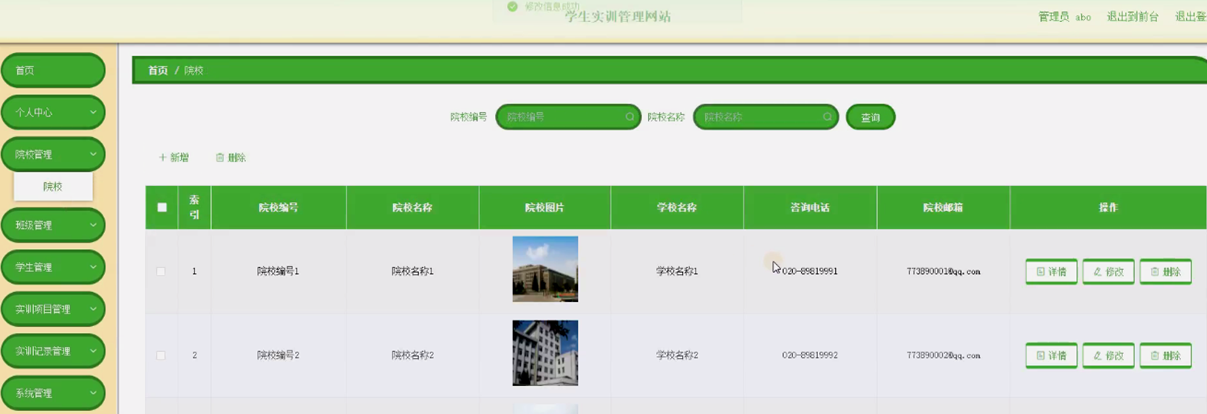 修改信息成功
学生实训管理网站
管理员 abo 退出到前台 退出登
首页
个人中心
院校管理
院校
班级管理
学生管理
实训项目管理
实训记录管理
系统管理
首页 / 院校
院校编号 院校编号 院校名称 院校名称 查询
+ 新增 删除
索引 院校编号 院校名称 院校图片 学校名称 咨询电话 院校邮箱 操作
1 院校编号1 院校名称1 学校名称1 020-89819991 773890001@qq.com 详情 修改 删除
2 院校编号2 院校名称2 学校名称2 020-89819992 773890002@qq.com 详情 修改 删除